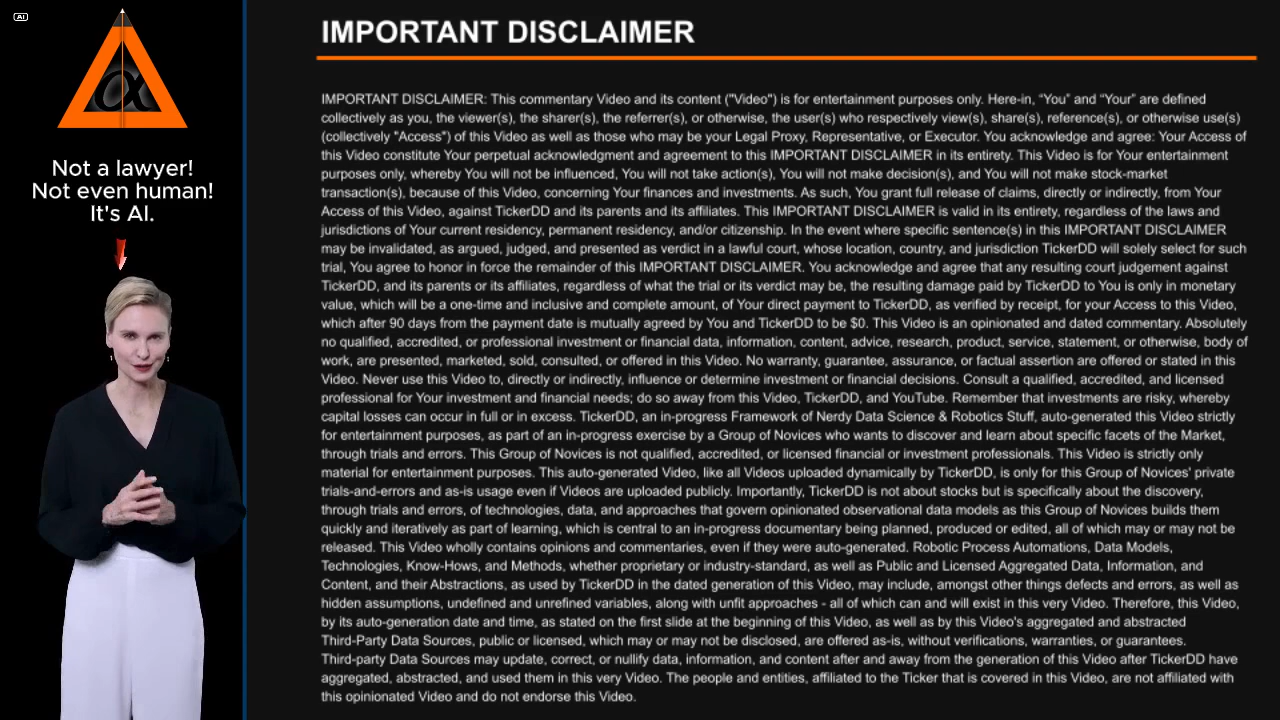 AI
α
Not a lawyer!
Not even human!
It's AI.
IMPORTANT DISCLAIMER
IMPORTANT DISCLAIMER: This commentary Video and its content ("Video") is for entertainment purposes only. Here-in, “You” and “Your” are defined
collectively as you, the viewer(s), the sharer(s), the referrer(s), or otherwise, the user(s) who respectively view(s), share(s), reference(s), or otherwise use(s)
(collectively "Access") of this Video as well as those who may be your Legal Proxy, Representative, or Executor. You acknowledge and agree: Your Access of
this Video constitute Your perpetual acknowledgment and agreement to this IMPORTANT DISCLAIMER in its entirety. This Video is for Your entertainment
purposes only, whereby You will not be influenced, You will not take action(s), You will not make decision(s), and You will not make stock-market
transaction(s), because of this Video, concerning Your finances and investments. As such, You grant full release of claims, directly or indirectly, from Your
Access of this Video, against TickerDD and its parents and its affiliates. This IMPORTANT DISCLAIMER is valid in its entirety, regardless of the laws and
jurisdictions of Your current residency, permanent residency, and/or citizenship. In the event where specific sentence(s) in this IMPORTANT DISCLAIMER
may be invalidated, as argued, judged, and presented as verdict in a lawful court, whose location, country, and jurisdiction TickerDD will solely select for such
trial, You agree to honor in force the remainder of this IMPORTANT DISCLAIMER. You acknowledge and agree that any resulting court judgement against
TickerDD, and its parents or its affiliates, regardless of what the trial or its verdict may be, the resulting damage paid by TickerDD to You is only in monetary
value, which will be a one-time and inclusive and complete amount, of Your direct payment to TickerDD, as verified by receipt, for your Access to this Video,
which after 90 days from the payment date is mutually agreed by You and TickerDD to be $0. This Video is an opinionated and dated commentary. Absolutely
no qualified, accredited, or professional investment or financial data, information, content, advice, research, product, service, statement, or otherwise, body of
work, are presented, marketed, sold, consulted, or offered in this Video. No warranty, guarantee, assurance, or factual assertion are offered or stated in this
Video. Never use this Video to, directly or indirectly, influence or determine investment or financial decisions. Consult a qualified, accredited, and licensed
professional for Your investment and financial needs; do so away from this Video, TickerDD, and YouTube. Remember that investments are risky, whereby
capital losses can occur in full or in excess. TickerDD, an in-progress Framework of Nerdy Data Science & Robotics Stuff, auto-generated this Video strictly
for entertainment purposes, as part of an in-progress exercise by a Group of Novices who wants to discover and learn about specific facets of the Market,
through trials and errors. This Group of Novices is not qualified, accredited, or licensed financial or investment professionals. This Video is strictly only
material for entertainment purposes. This auto-generated Video, like all Videos uploaded dynamically by TickerDD, is only for this Group of Novices' private
trials-and-errors and as-is usage even if Videos are uploaded publicly. Importantly, TickerDD is not about stocks but is specifically about the discovery,
through trials and errors, of technologies, data, and approaches that govern opinionated observational data models as this Group of Novices builds them
quickly and iteratively as part of learning, which is central to an in-progress documentary being planned, produced or edited, all of which may or may not be
released. This Video wholly contains opinions and commentaries, even if they were auto-generated. Robotic Process Automations, Data Models,
Technologies, Know-Hows, and Methods, whether proprietary or industry-standard, as well as Public and Licensed Aggregated Data, Information, and
Content, and their Abstractions, as used by TickerDD in the dated generation of this Video, may include, amongst other things defects and errors, as well as
hidden assumptions, undefined and unrefined variables, along with unfit approaches - all of which can and will exist in this very Video. Therefore, this Video,
by its auto-generation date and time, as stated on the first slide at the beginning of this Video, as well as by this Video's aggregated and abstracted
Third-Party Data Sources, public or licensed, which may or may not be disclosed, are offered as-is, without verifications, warranties, or guarantees.
Third-party Data Sources may update, correct, or nullify data, information, and content after and away from the generation of this Video after TickerDD have
aggregated, abstracted, and used them in this very Video. The people and entities, affiliated to the Ticker that is covered in this Video, are not affiliated with
this opinionated Video and do not endorse this Video.